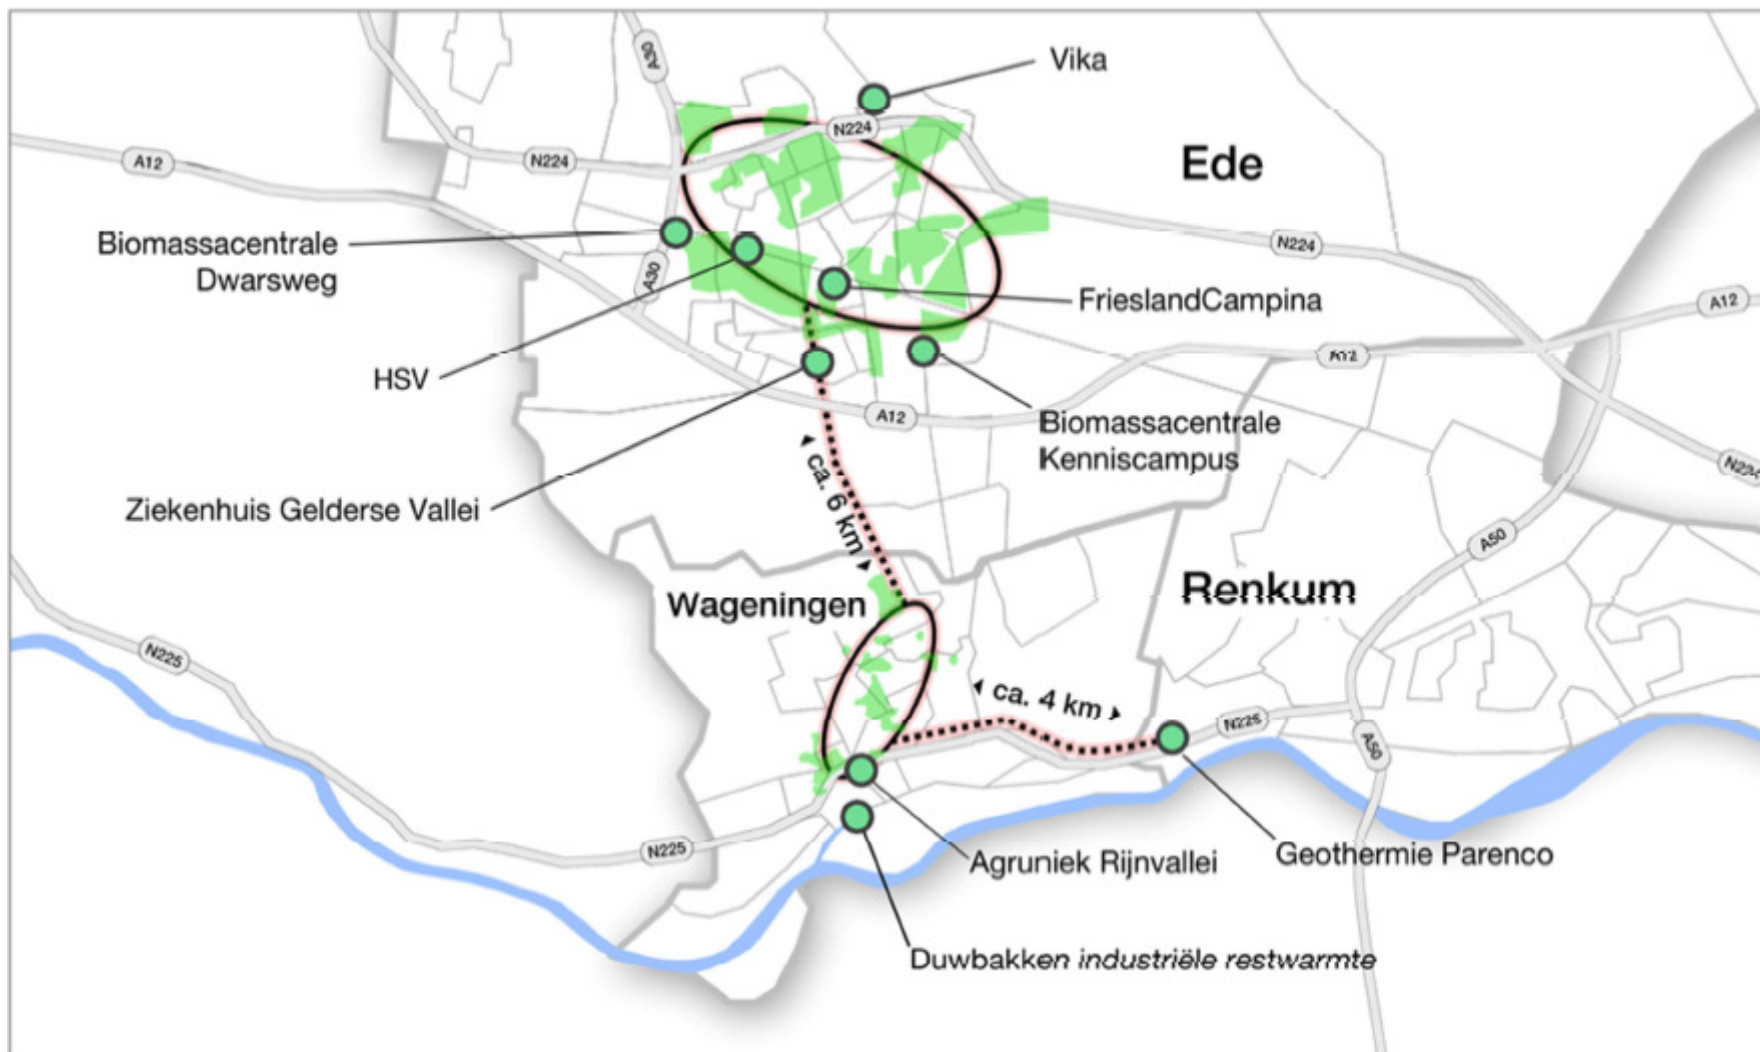 A30
Vika
N224
Ede
A12
N224
Biomassacentrale
Dwarsweg
A30
N224
FrieslandCampina
A12
A12
HSV
A12
Biomassacentrale
Kenniscampus
N224
ca. 6 km
Ziekenhuis Gelderse Vallei
A50
Wageningen
Renkum
N225
ca. 4 km
N225
A50
N225
Agruniek Rijnvallei
Geothermie Parenco
Duwbakken industriële restwarmte